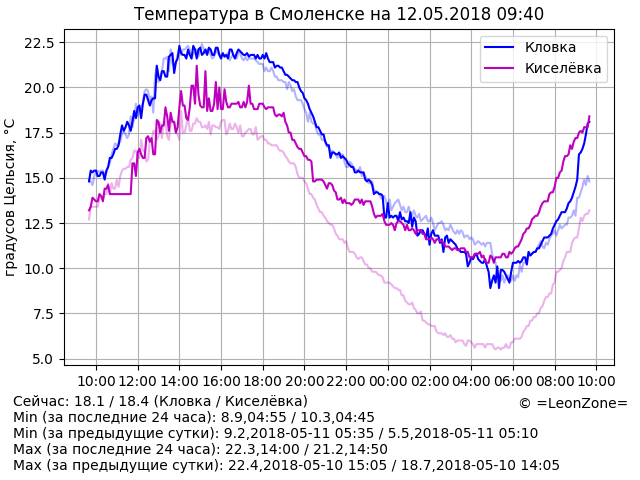 Температура в Смоленске на 12.05.2018 09:40
Кловка
Киселёвка
градусов Цельсия, °C
22.5
20.0
17.5
15.0
12.5
10.0
7.5
5.0
10:00 12:00 14:00 16:00 18:00 20:00 22:00 00:00 02:00 04:00 06:00 08:00 10:00
Сейчас: 18.1 / 18.4 (Кловка / Киселёвка)
© =LeonZone=
Min (за последние 24 часа): 8.9,04:55 / 10.3,04:45
Min (за предыдущие сутки): 9.2,2018-05-11 05:35 / 5.5,2018-05-11 05:10
Max (за последние 24 часа): 22.3,14:00 / 21.2,14:50
Max (за предыдущие сутки): 22.4,2018-05-10 15:05 / 18.7,2018-05-10 14:05